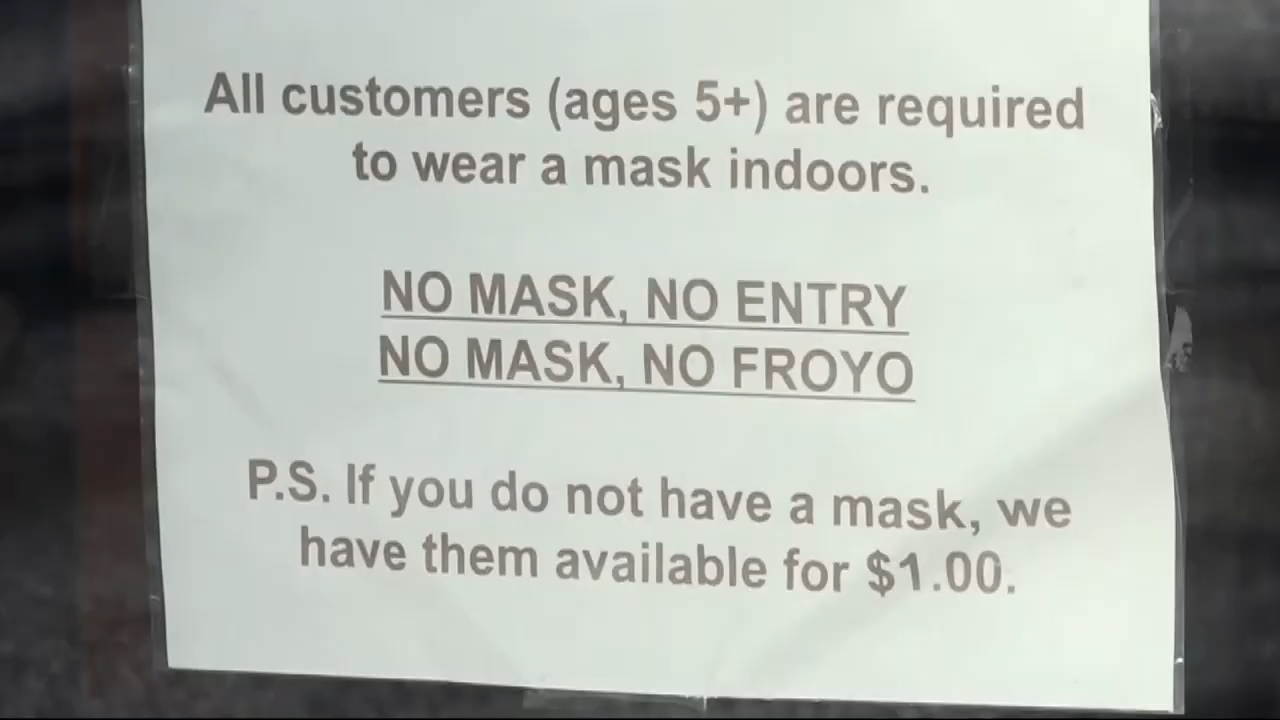 All customers (ages 5+) are required
to wear a mask indoors.
NO MASK, NO ENTRY
NO MASK, NO FROYO
P.S. If you do not have a mask, we
have them available for $1.00.